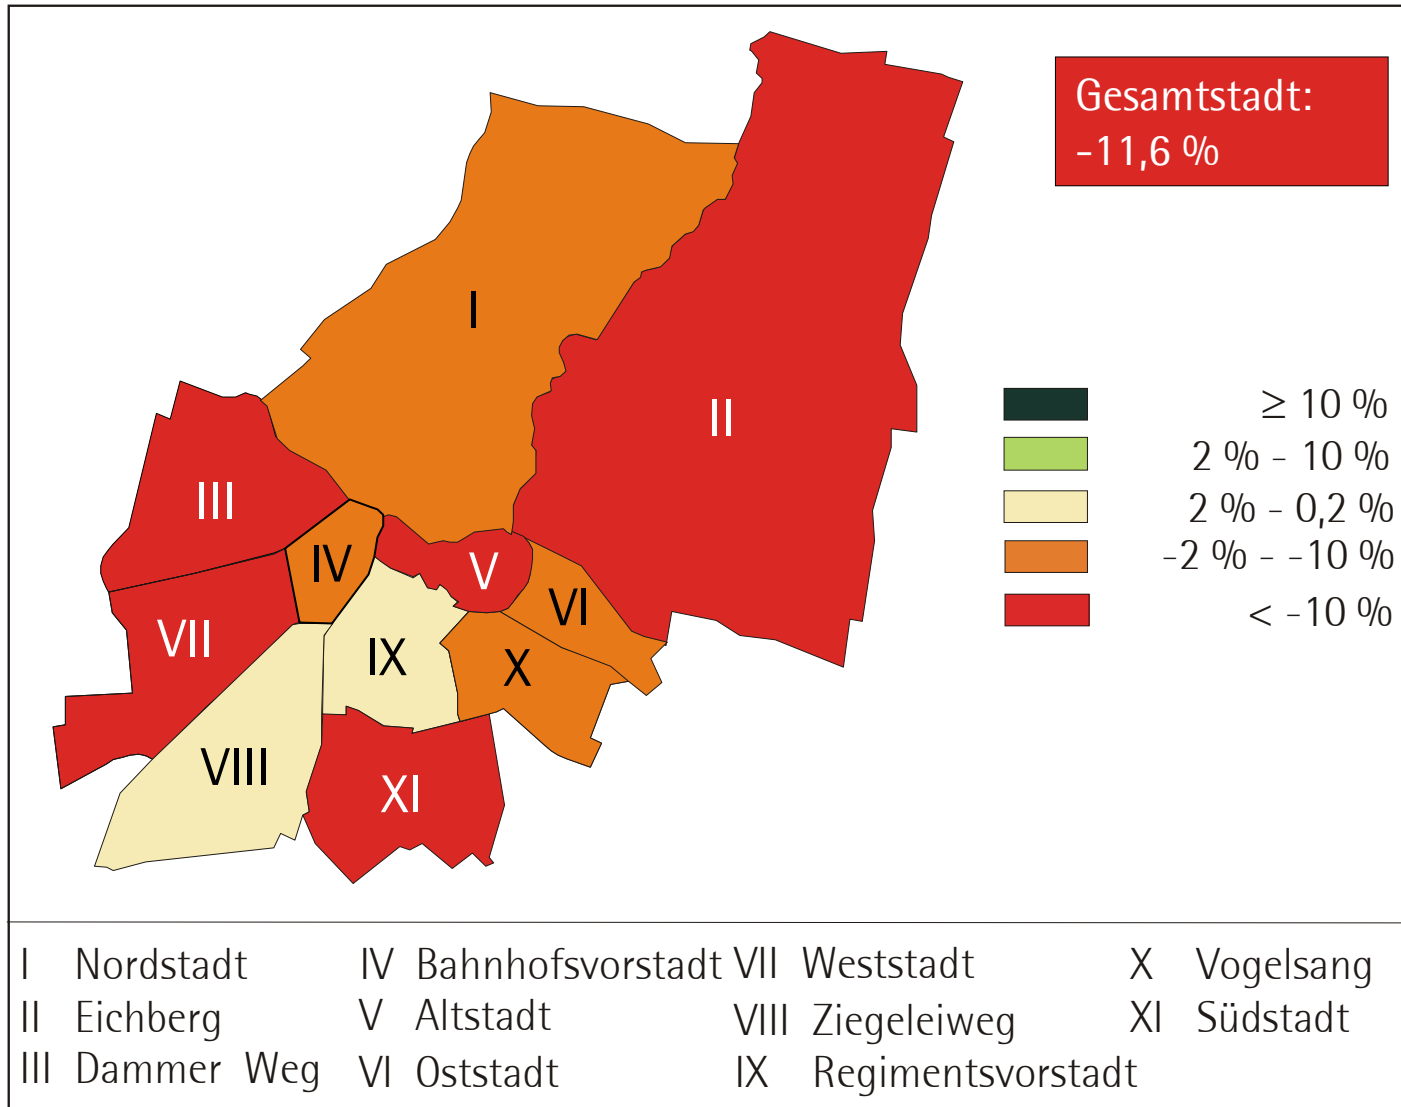 Gesamtstadt:
-11,6 %
I
II
III
IV
V
VI
VII
IX
X
VIII
XI
≥ 10 %
2 % - 10 %
2 % - 0,2 %
-2 % - -10 %
< -10 %
I Nordstadt
II Eichberg
III Dammer Weg
IV Bahnhofsvorstadt
V Altstadt
VI Oststadt
VII Weststadt
VIII Ziegeleiweg
IX Regimentsvorstadt
X Vogelsang
XI Südstadt